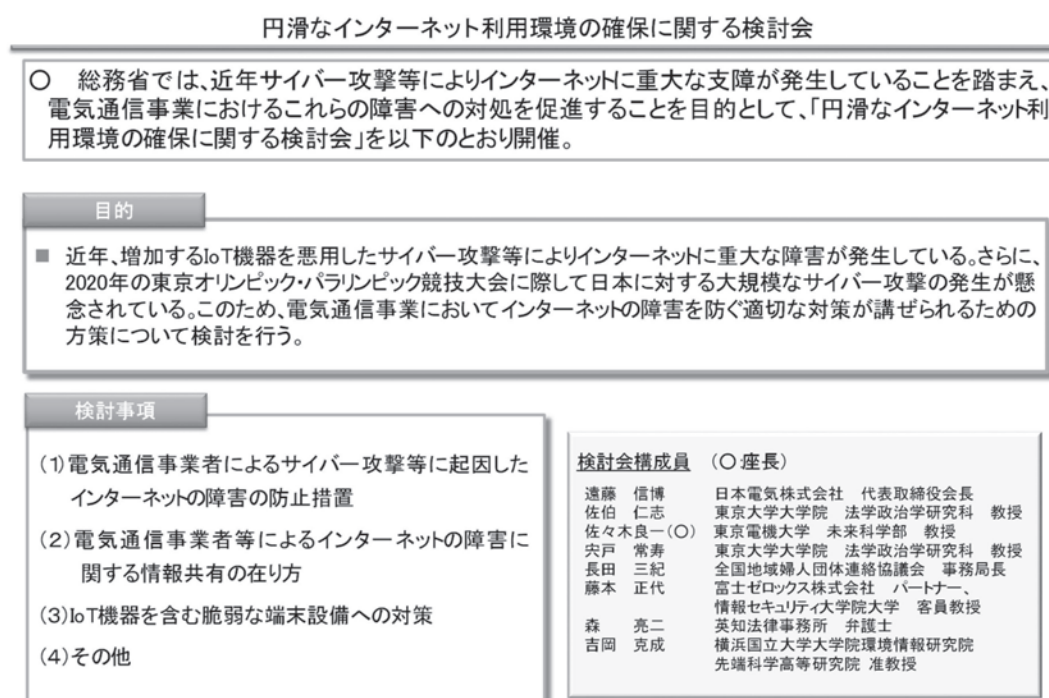 円滑なインターネット利用環境の確保に関する検討会
○　総務省では、近年サイバー攻撃等によりインターネットに重大な支障が発生していることを踏まえ、
電気通信事業におけるこれらの障害への対処を促進することを目的として、「円滑なインターネット利
用環境の確保に関する検討会」を以下のとおり開催。
目的
■ 近年、増加するIoT機器を悪用したサイバー攻撃等によりインターネットに重大な障害が発生している。さらに、
2020年の東京オリンピック・パラリンピック競技大会に際して日本に対する大規模なサイバー攻撃の発生が懸
念されている。このため、電気通信事業においてインターネットの障害を防ぐ適切な対策が講ぜられるための
方策について検討を行う。
検討事項
(1)電気通信事業者によるサイバー攻撃等に起因した
インターネットの障害の防止措置
(2)電気通信事業者等によるインターネットの障害に
関する情報共有の在り方
(3)IoT機器を含む脆弱な端末設備への対策
(4)その他
検討会構成員　(○:座長)
遠藤　信博　日本電気株式会社　代表取締役会長
佐伯　仁志　東京大学大学院　法学政治学研究科　教授
佐々木良一(○)　東京電機大学　未来科学部　教授
宍戸　常寿　東京大学大学院　法学政治学研究科　教授
長田　三紀　全国地域婦人団体連絡協議会　事務局長
藤本　正代　富士ゼロックス株式会社　パートナー、
情報セキュリティ大学院大学　客員教授
森　亮二　英知法律事務所　弁護士
吉岡　克成　横浜国立大学大学院環境情報研究院
先端科学高等研究院 准教授